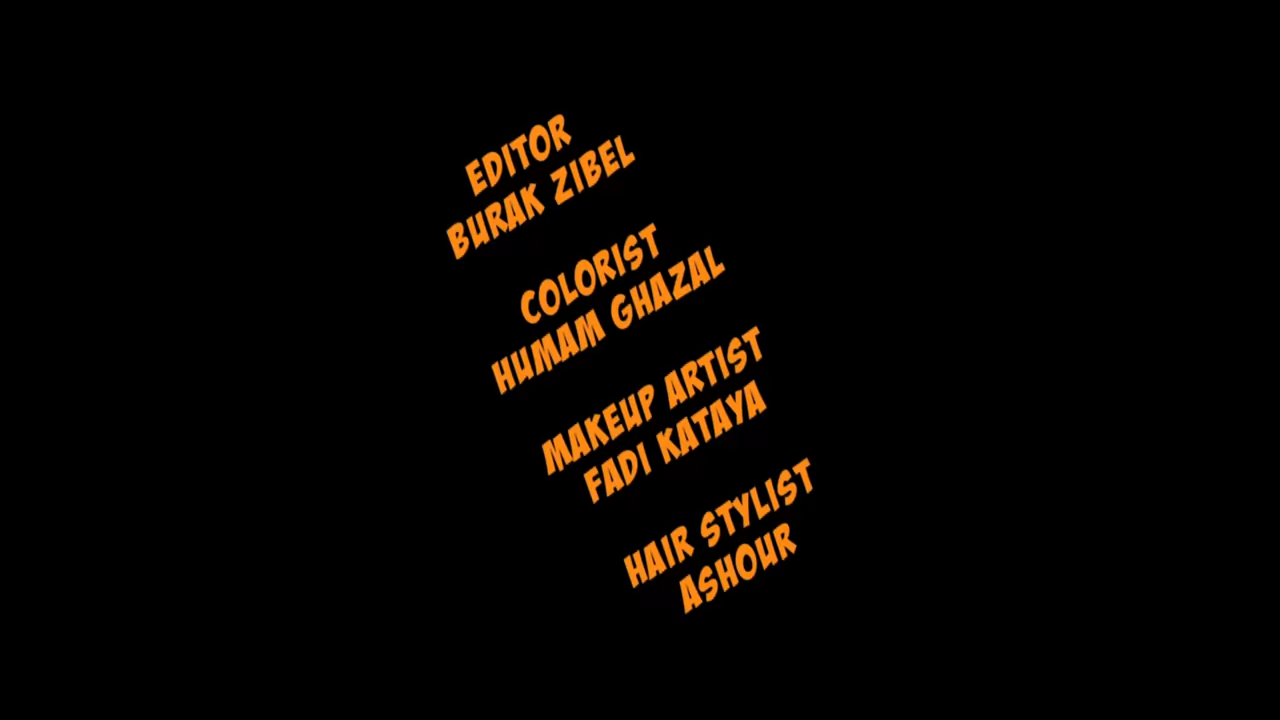 EDITOR
BURAK ZIBEL
COLORIST
HUMAM GHAZAL
MAKEUP ARTIST
FADI KATAYA
HAIR STYLIST
ASHOUR